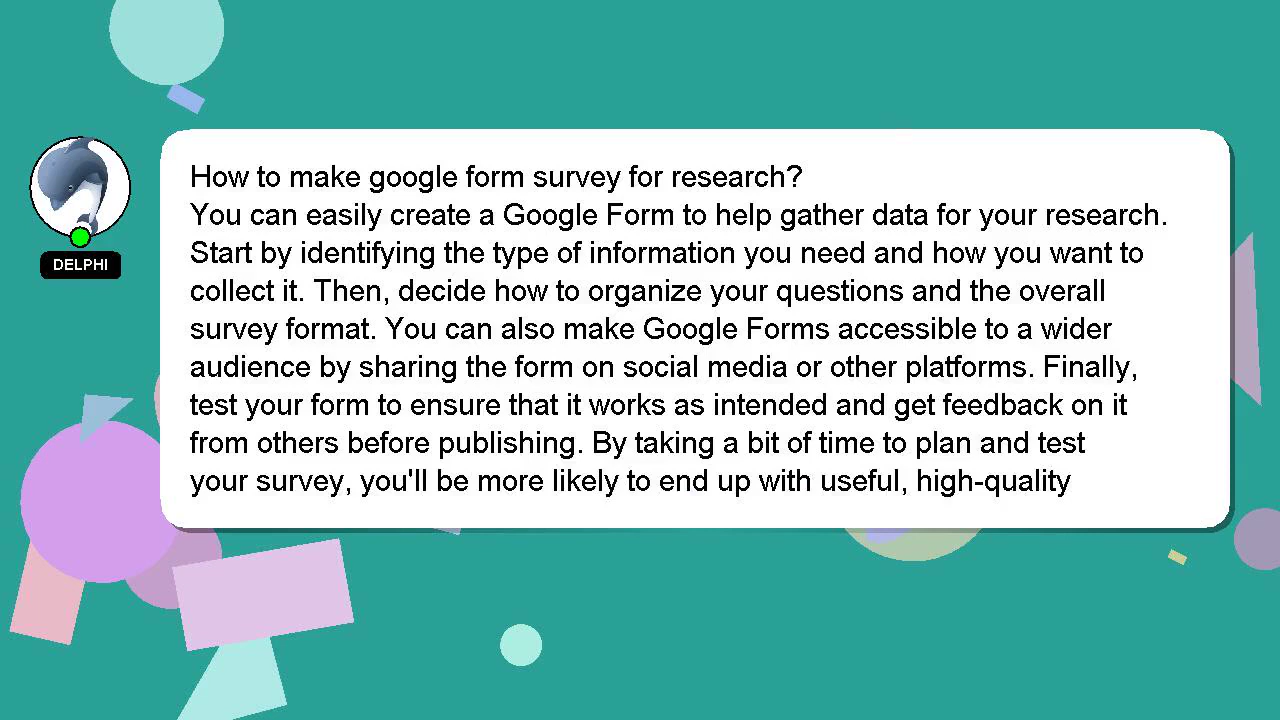 How to make google form survey for research?
You can easily create a Google Form to help gather data for your research.
Start by identifying the type of information you need and how you want to
collect it. Then, decide how to organize your questions and the overall
survey format. You can also make Google Forms accessible to a wider
audience by sharing the form on social media or other platforms. Finally,
test your form to ensure that it works as intended and get feedback on it
from others before publishing. By taking a bit of time to plan and test
your survey, you'll be more likely to end up with useful, high-quality
DELPHI